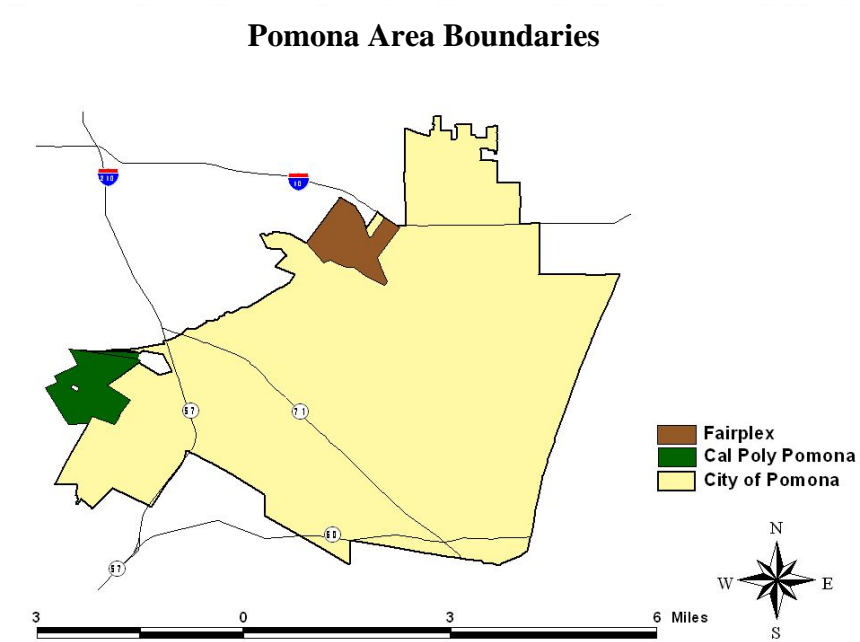 Pomona Area Boundaries
210
10
57
71
60
57
Fairplex
Cal Poly Pomona
City of Pomona
N
W E
S
3 0 3 6 Miles